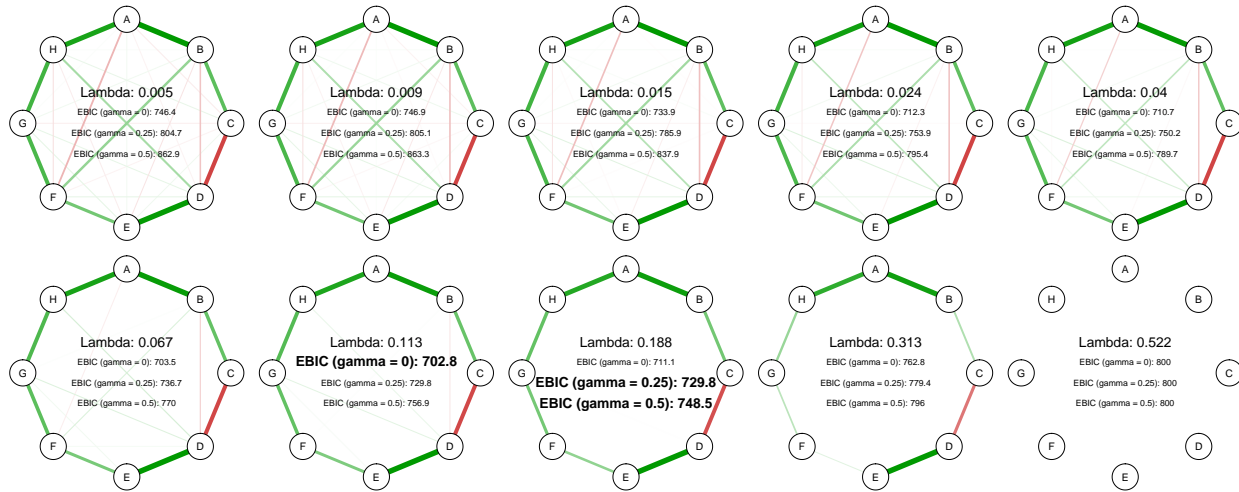 A
H
B
Lambda: 0.005
EBIC (gamma = 0): 746.4
G
C
EBIC (gamma = 0.25): 804.7
EBIC (gamma = 0.5): 862.9
F
D
E
A
H
B
Lambda: 0.009
EBIC (gamma = 0): 746.9
G
C
EBIC (gamma = 0.25): 805.1
EBIC (gamma = 0.5): 863.3
F
D
E
A
H
B
Lambda: 0.015
EBIC (gamma = 0): 733.9
G
C
EBIC (gamma = 0.25): 785.9
EBIC (gamma = 0.5): 837.9
F
D
E
A
H
B
Lambda: 0.024
EBIC (gamma = 0): 712.3
G
C
EBIC (gamma = 0.25): 753.9
EBIC (gamma = 0.5): 795.4
F
D
E
A
H
B
Lambda: 0.04
EBIC (gamma = 0): 710.7
G
C
EBIC (gamma = 0.25): 750.2
EBIC (gamma = 0.5): 789.7
F
D
E
A
H
B
Lambda: 0.067
EBIC (gamma = 0): 703.5
G
C
EBIC (gamma = 0.25): 736.7
EBIC (gamma = 0.5): 770
F
D
E
A
H
B
Lambda: 0.113
EBIC (gamma = 0): 702.8
G
C
EBIC (gamma = 0.25): 729.8
EBIC (gamma = 0.5): 756.9
F
D
E
A
H
B
Lambda: 0.188
EBIC (gamma = 0): 711.1
G
C
EBIC (gamma = 0.25): 729.8
EBIC (gamma = 0.5): 748.5
F
D
E
A
H
B
Lambda: 0.313
EBIC (gamma = 0): 762.8
G
C
EBIC (gamma = 0.25): 779.4
EBIC (gamma = 0.5): 796
F
D
E
A
H
B
Lambda: 0.522
EBIC (gamma = 0): 800
G
C
EBIC (gamma = 0.25): 800
EBIC (gamma = 0.5): 800
F
D
E